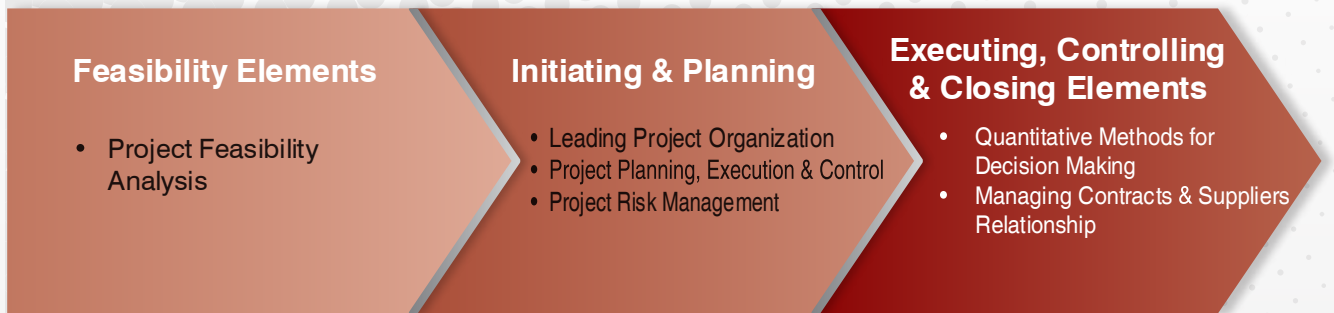 Feasibility Elements
• Project Feasibility
Analysis
Initiating & Planning
• Leading Project Organization
• Project Planning, Execution & Control
• Project Risk Management
Executing, Controlling
& Closing Elements
• Quantitative Methods for
Decision Making
• Managing Contracts & Suppliers
Relationship